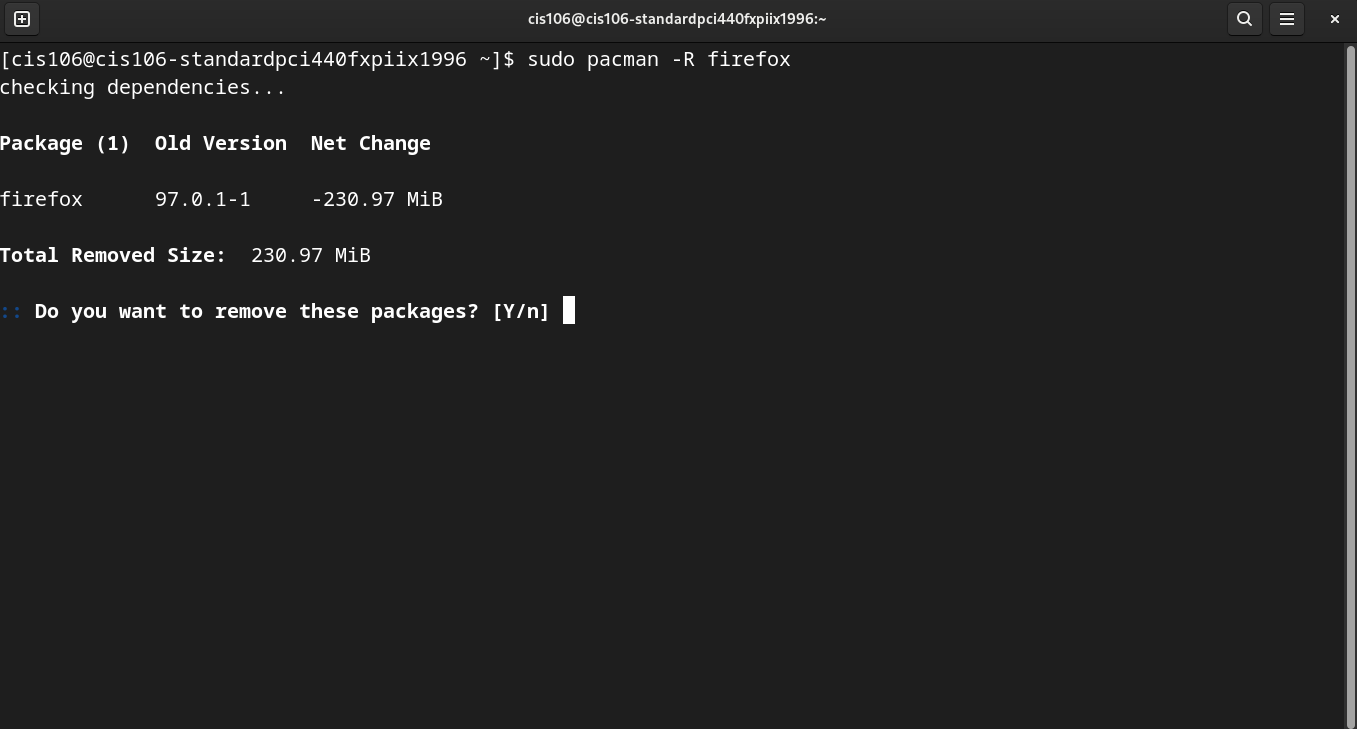 cis106@cis106-standardpci440fxpiix1996:~
[cis106@cis106-standardpci440fxpiix1996 ~]$ sudo pacman -R firefox
checking dependencies...
Package (1)  Old Version  Net Change
firefox      97.0.1-1     -230.97 MiB
Total Removed Size:  230.97 MiB
:: Do you want to remove these packages? [Y/n]